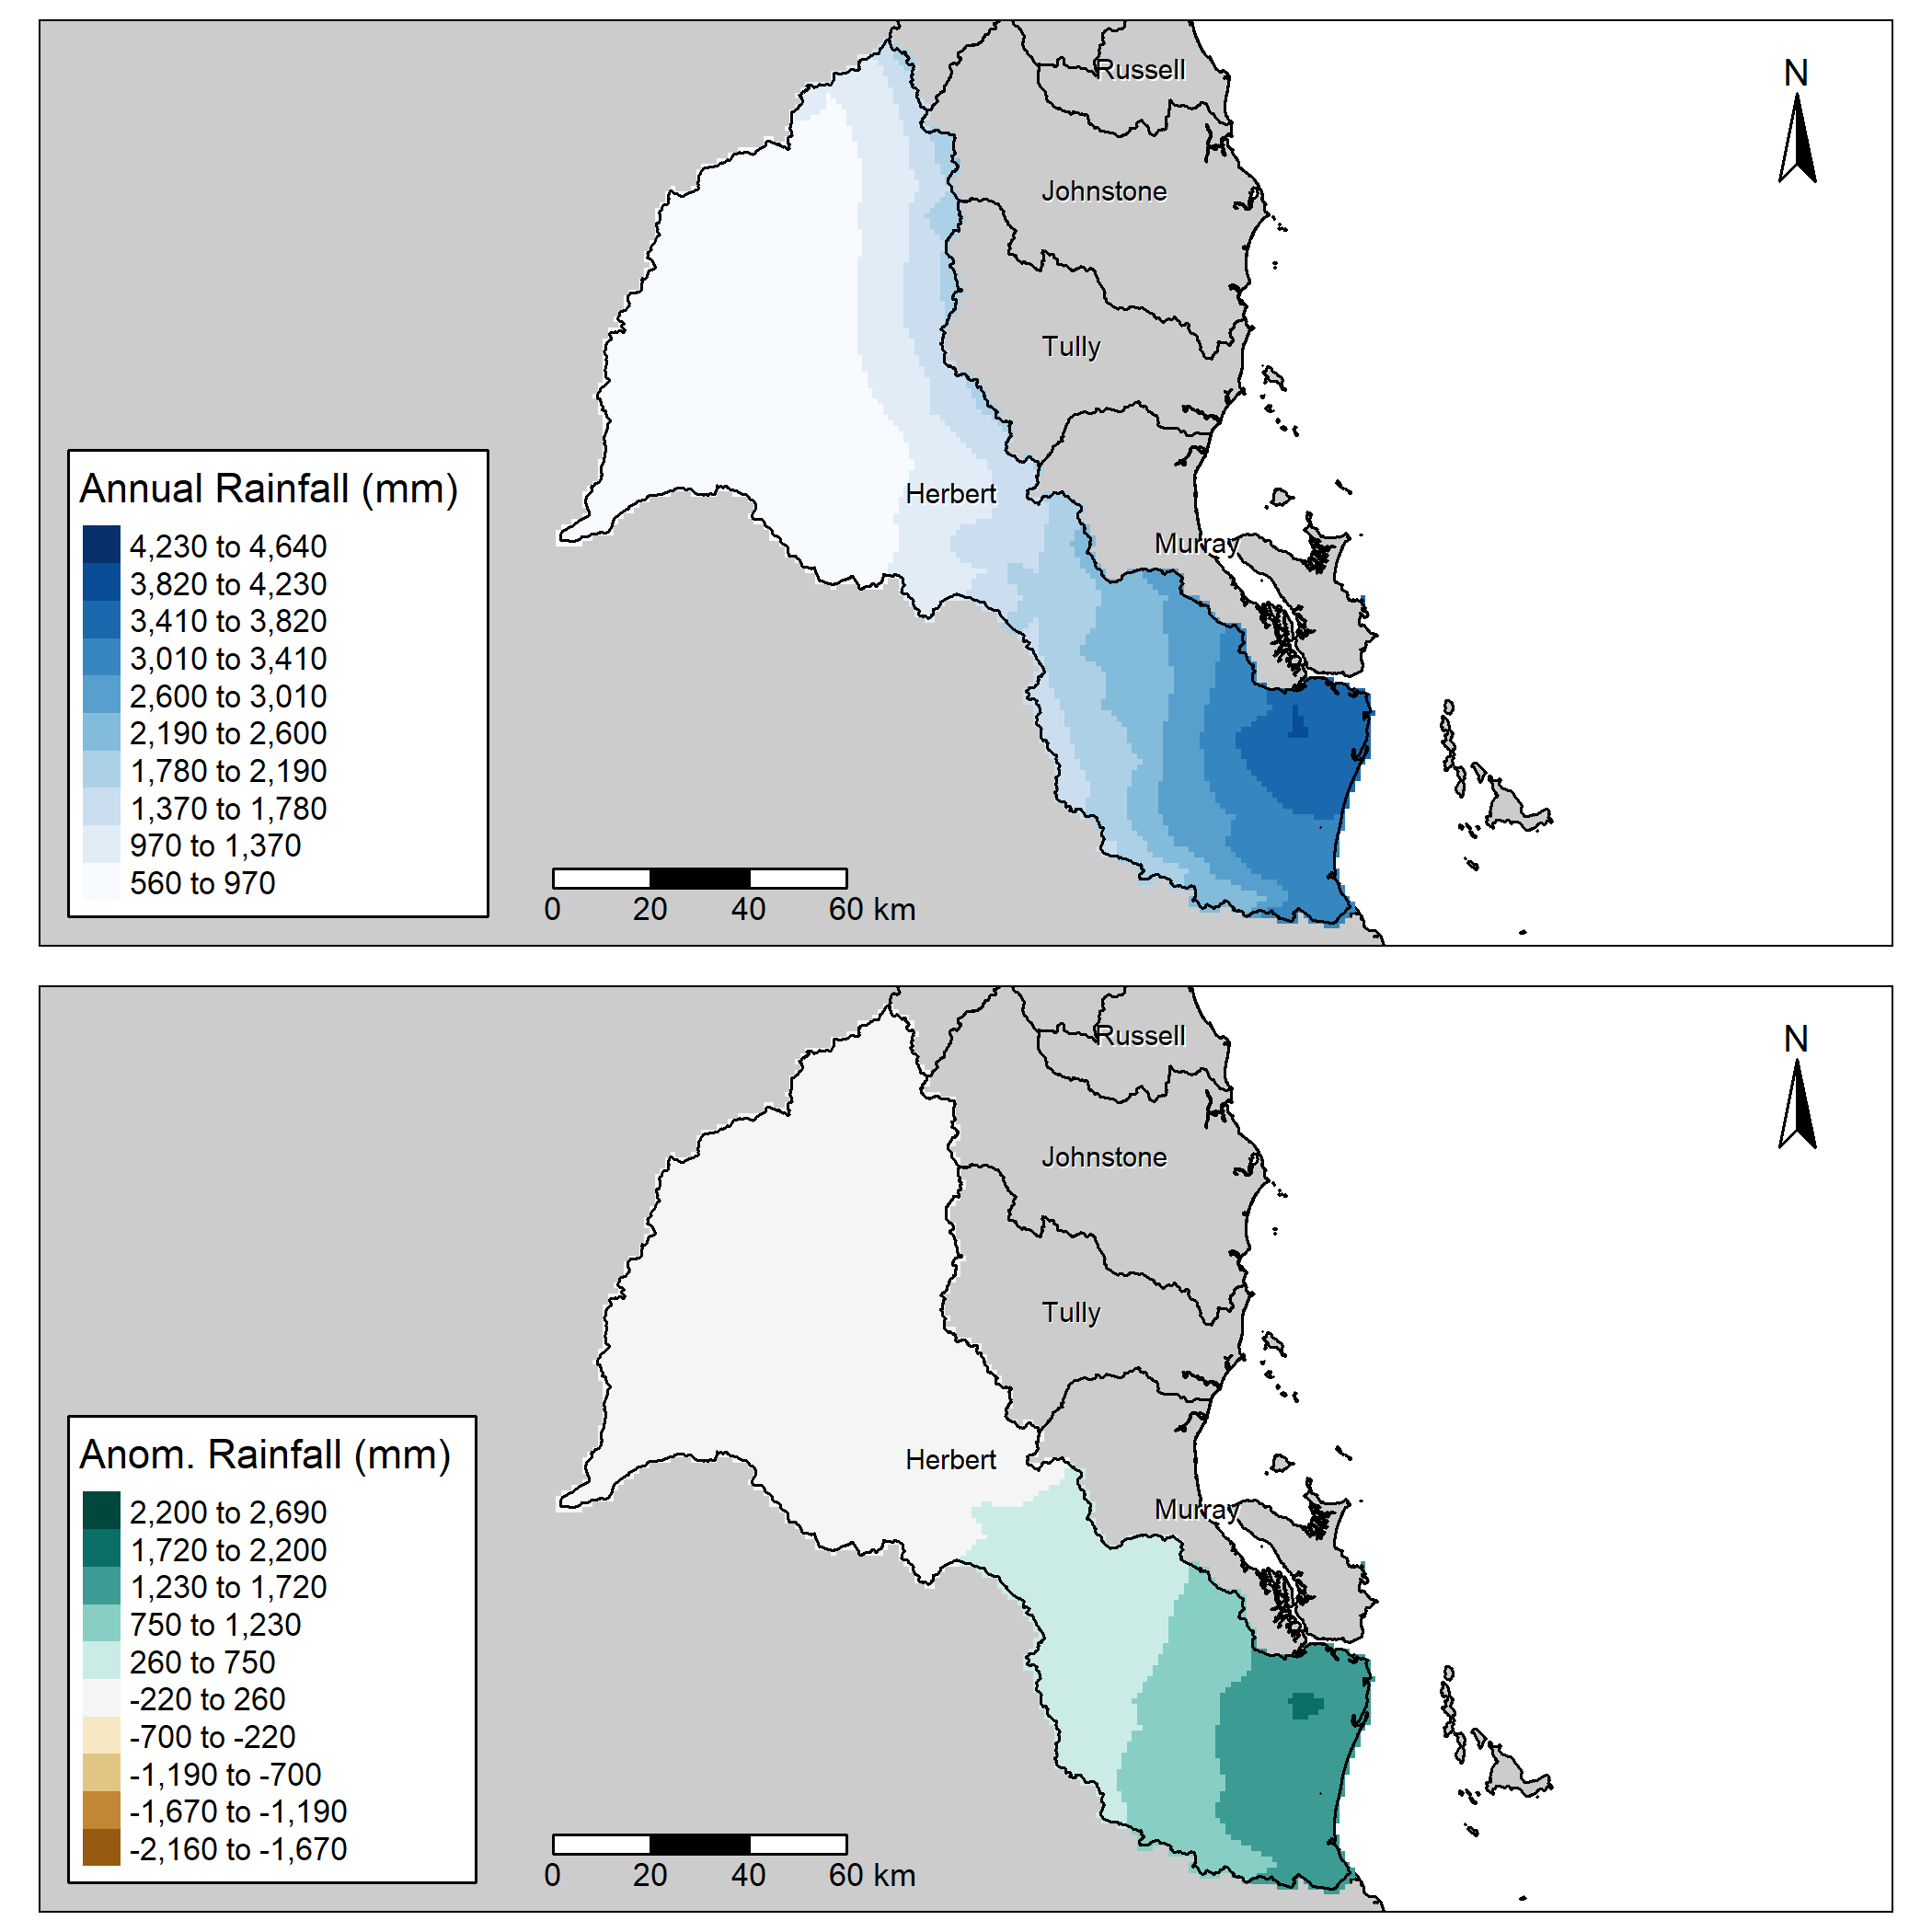 Russell
N
Johnstone
Tully
Herbert
Murray
Annual Rainfall (mm)
4,230 to 4,640
3,820 to 4,230
3,410 to 3,820
3,010 to 3,410
2,600 to 3,010
2,190 to 2,600
1,780 to 2,190
1,370 to 1,780
970 to 1,370
560 to 970
0 20 40 60 km
Russell
N
Johnstone
Tully
Herbert
Murray
Anom. Rainfall (mm)
2,200 to 2,690
1,720 to 2,200
1,230 to 1,720
750 to 1,230
260 to 750
-220 to 260
-700 to -220
-1,190 to -700
-1,670 to -1,190
-2,160 to -1,670
0 20 40 60 km